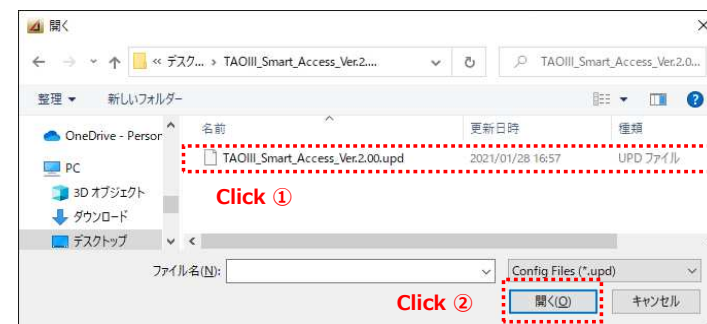 開く
« デスク... › TAOIII_Smart_Access_Ver.2....
TAOIII_Smart_Access_Ver.2.0...
整理 新しいフォルダー
名前 更新日時 種類
OneDrive - Person
TAOIII_Smart_Access_Ver.2.00.upd 2021/01/28 16:57 UPD ファイル
PC
3D オブジェクト
Click ①
ダウンロード
デスクトップ
ファイル名(N): Config Files (*.upd)
Click ② 開く(O) キャンセル